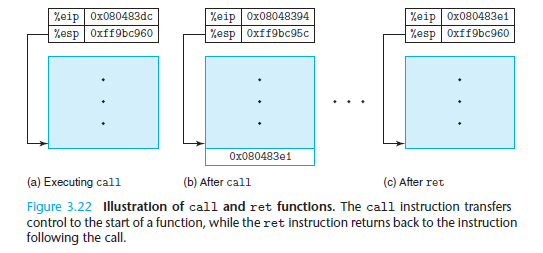 %eip 0x080483dc
%esp 0xff9bc960
%eip 0x08048394
%esp 0xff9bc95c
0x080483e1
%eip 0x080483e1
%esp 0xff9bc960
(a) Executing call
(b) After call
(c) After ret
Figure 3.22 Illustration of call and ret functions. The call instruction transfers
control to the start of a function, while the ret instruction returns back to the instruction
following the call.